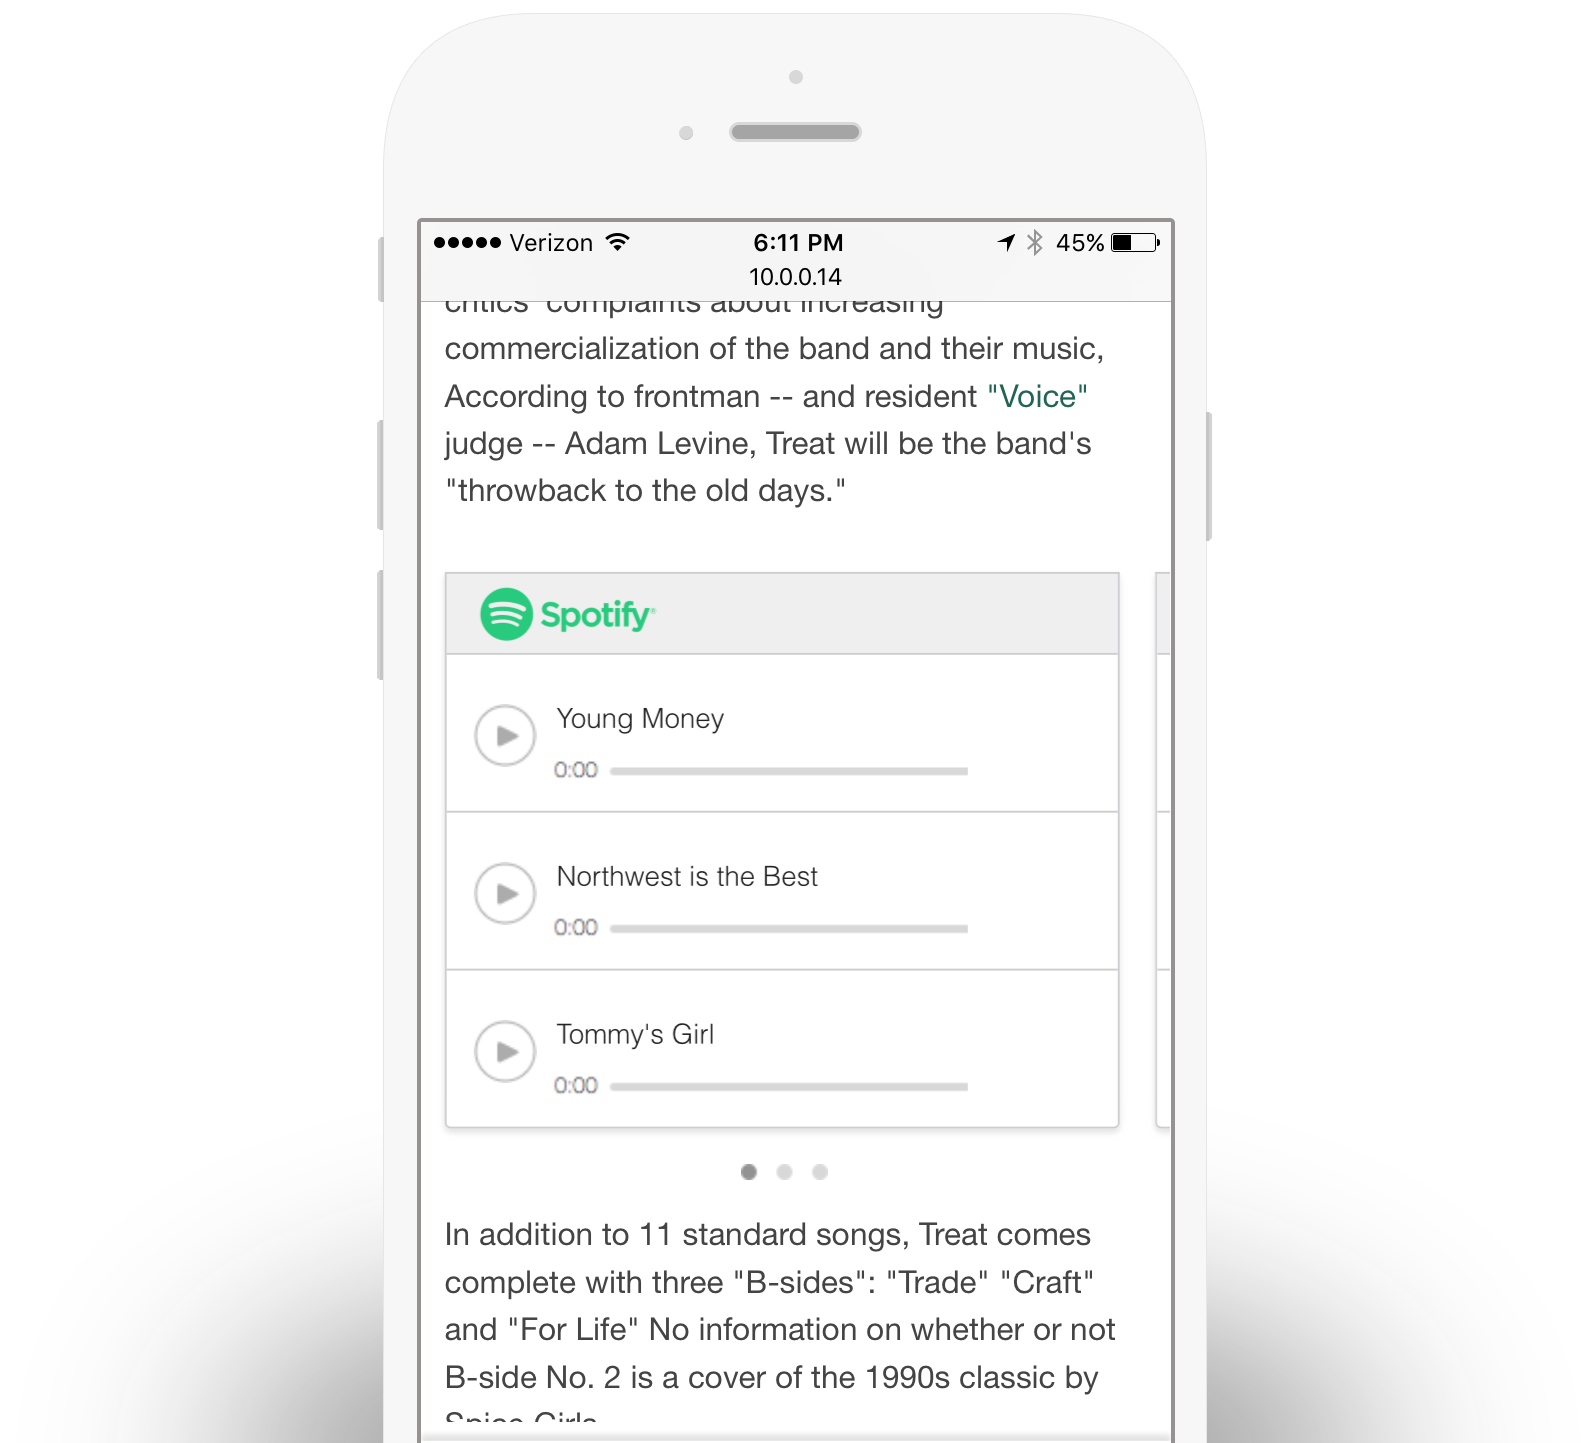 Verizon 6:11 PM 45%
10.0.0.14
critics' complaints about increasing
commercialization of the band and their music,
According to frontman -- and resident "Voice"
judge -- Adam Levine, Treat will be the band's
"throwback to the old days."
Spotify
Young Money
0:00
Northwest is the Best
0:00
Tommy's Girl
0:00
In addition to 11 standard songs, Treat comes
complete with three "B-sides": "Trade" "Craft"
and "For Life" No information on whether or not
B-side No. 2 is a cover of the 1990s classic by
Spice Girls